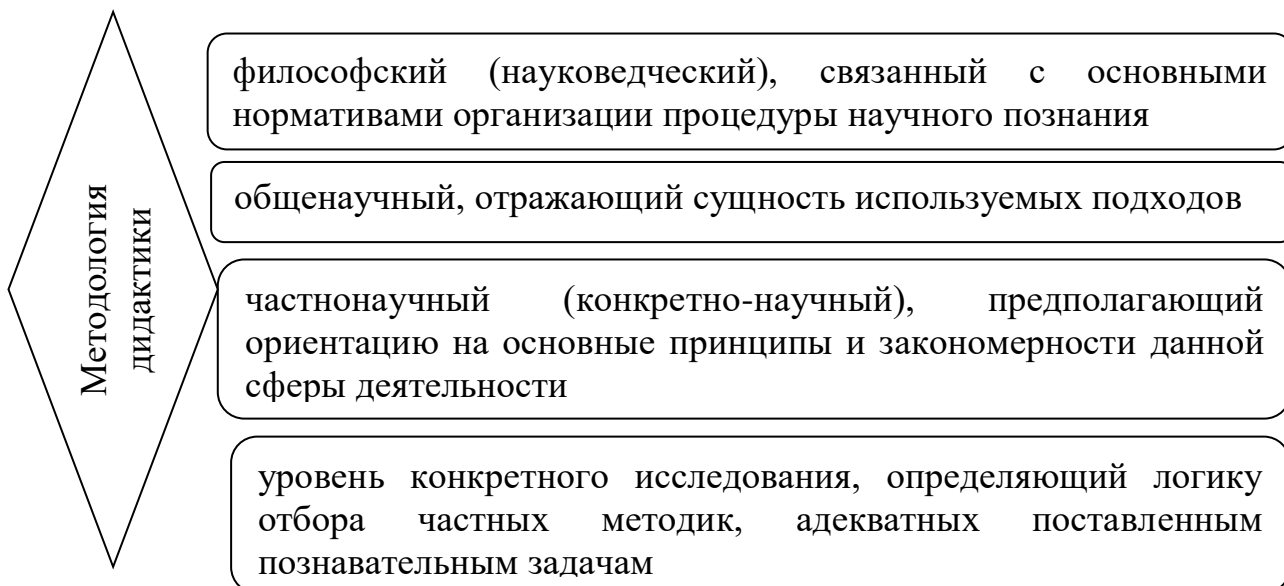 Методология
дидактики
философский (науковедческий), связанный с основными
нормативами организации процедуры научного познания
общенаучный, отражающий сущность используемых подходов
частнонаучный (конкретно-научный), предполагающий
ориентацию на основные принципы и закономерности данной
сферы деятельности
уровень конкретного исследования, определяющий логику
отбора частных методик, адекватных поставленным
познавательным задачам